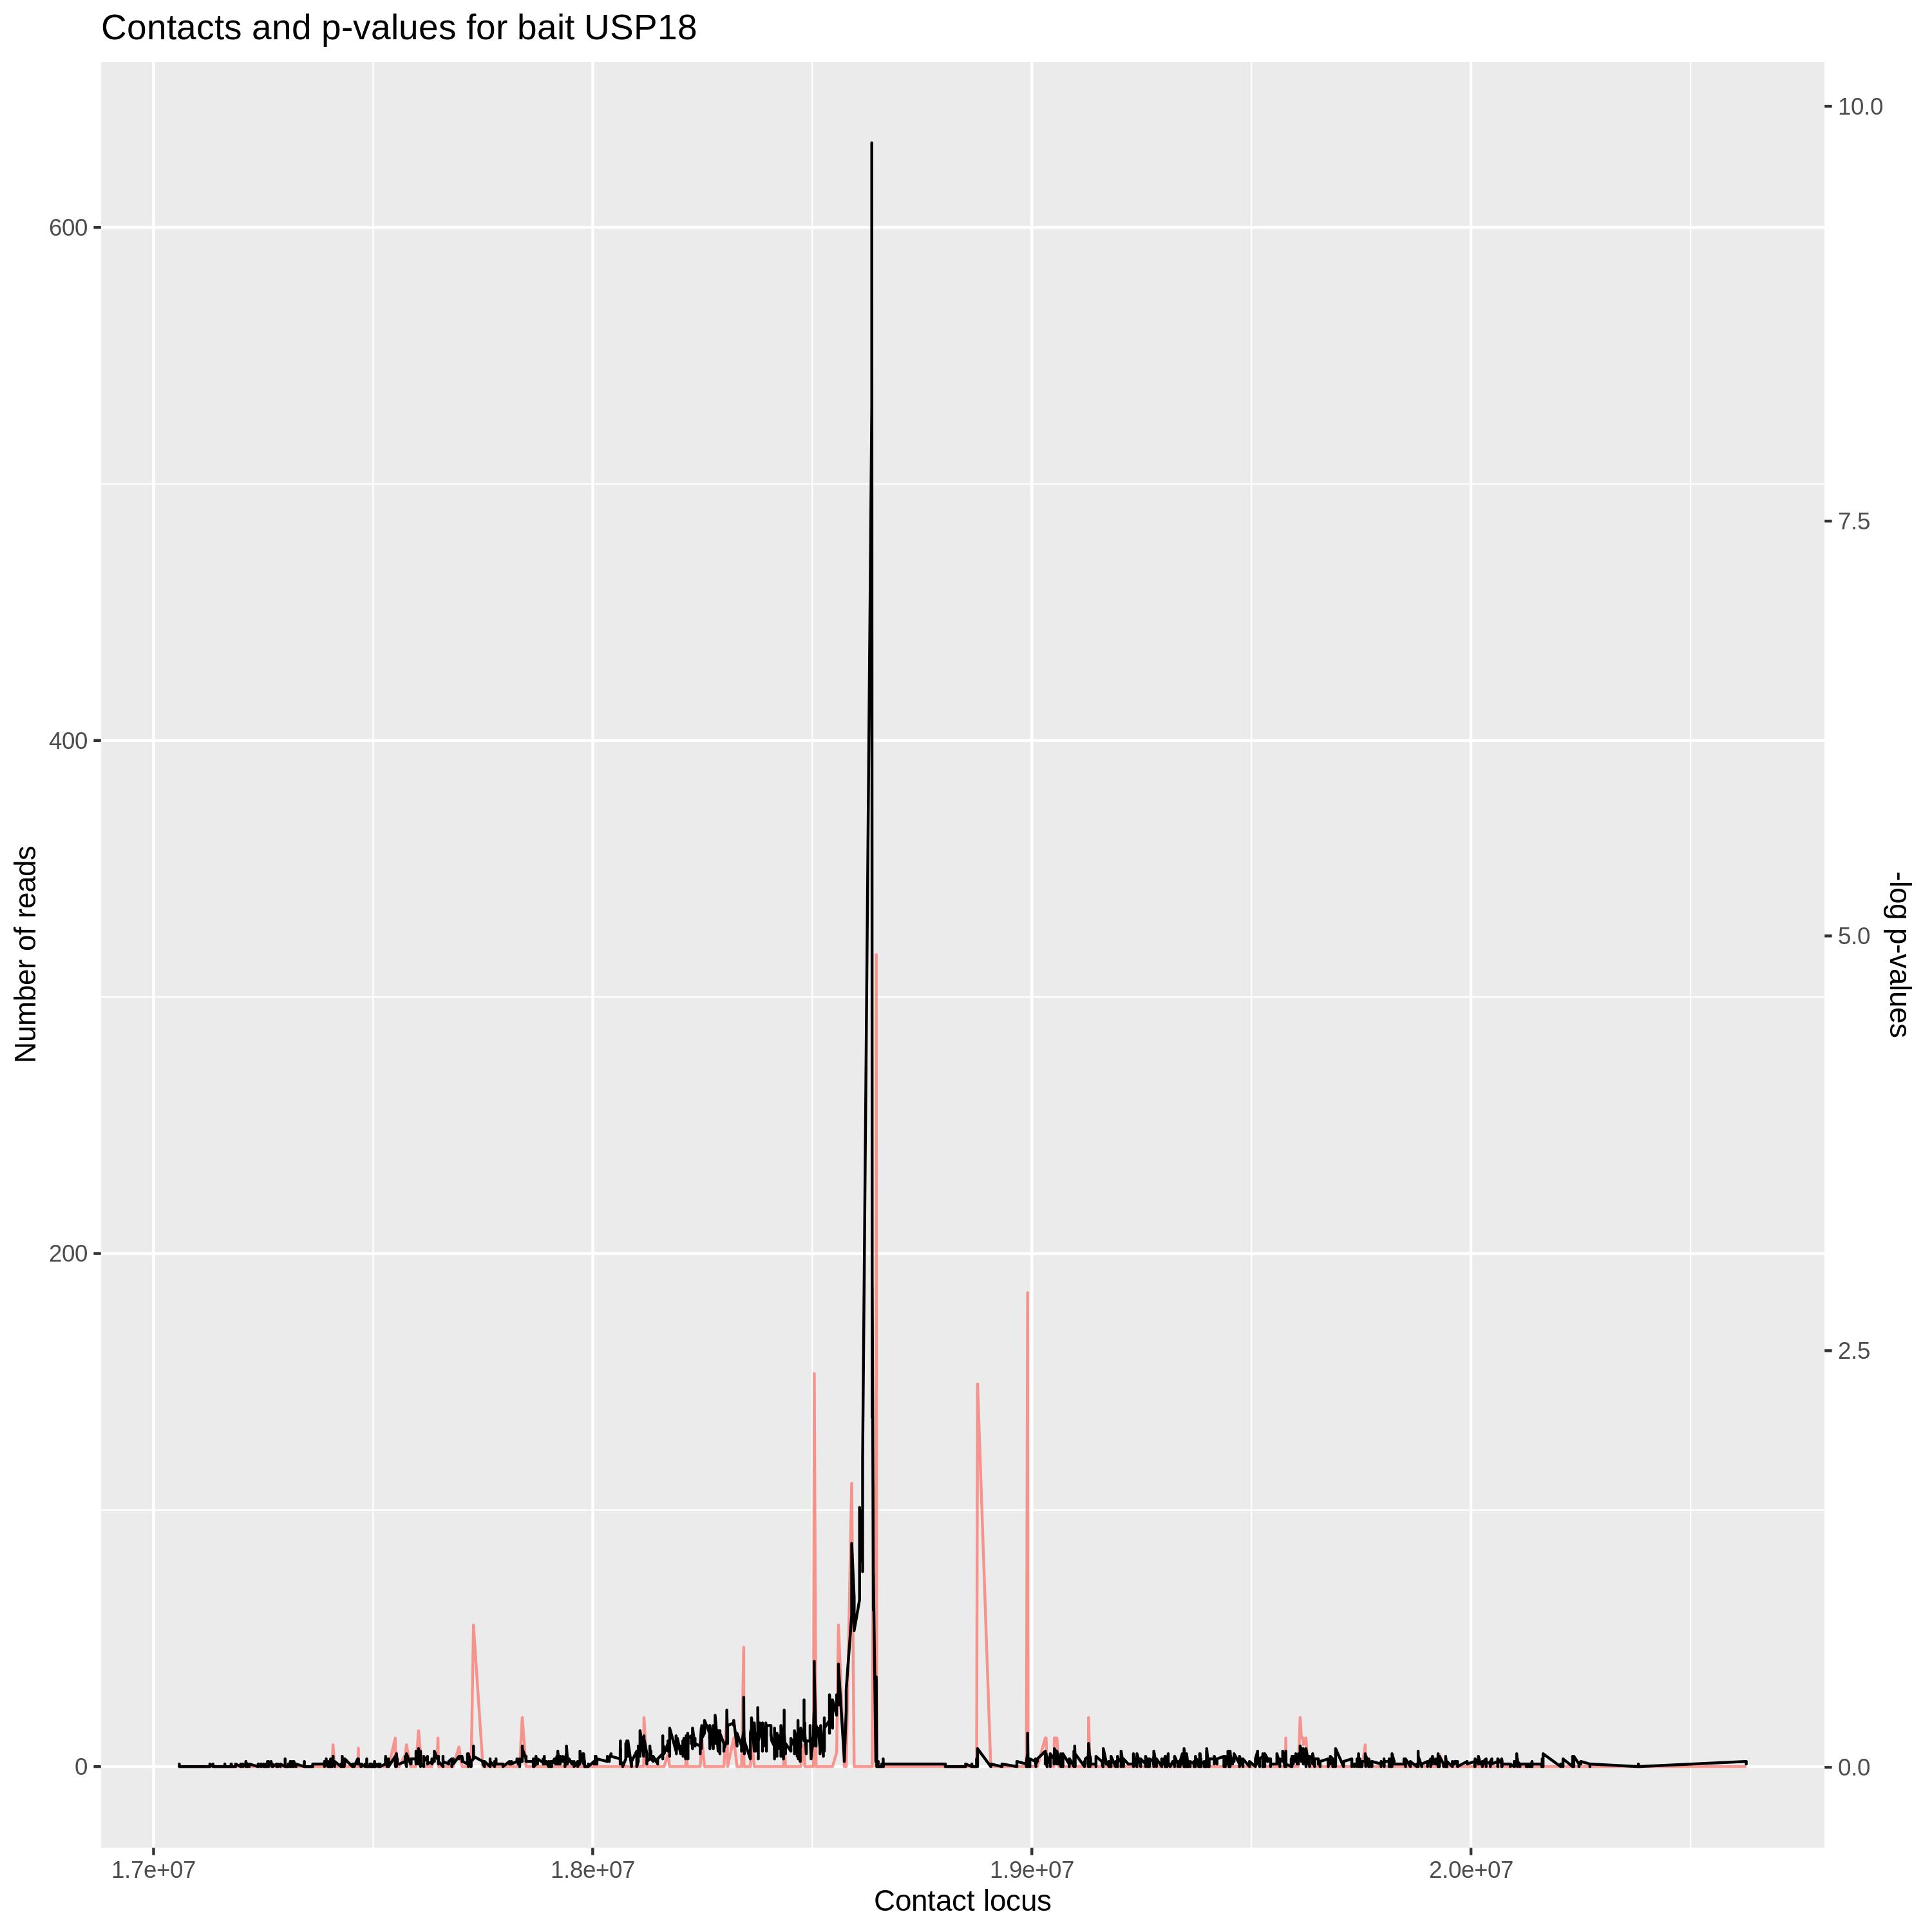 Contacts and p-values for bait USP18
600
400
200
0
Number of reads
10.0
7.5
5.0
2.5
0.0
-log p-values
1.7e+07
1.8e+07
1.9e+07
2.0e+07
Contact locus